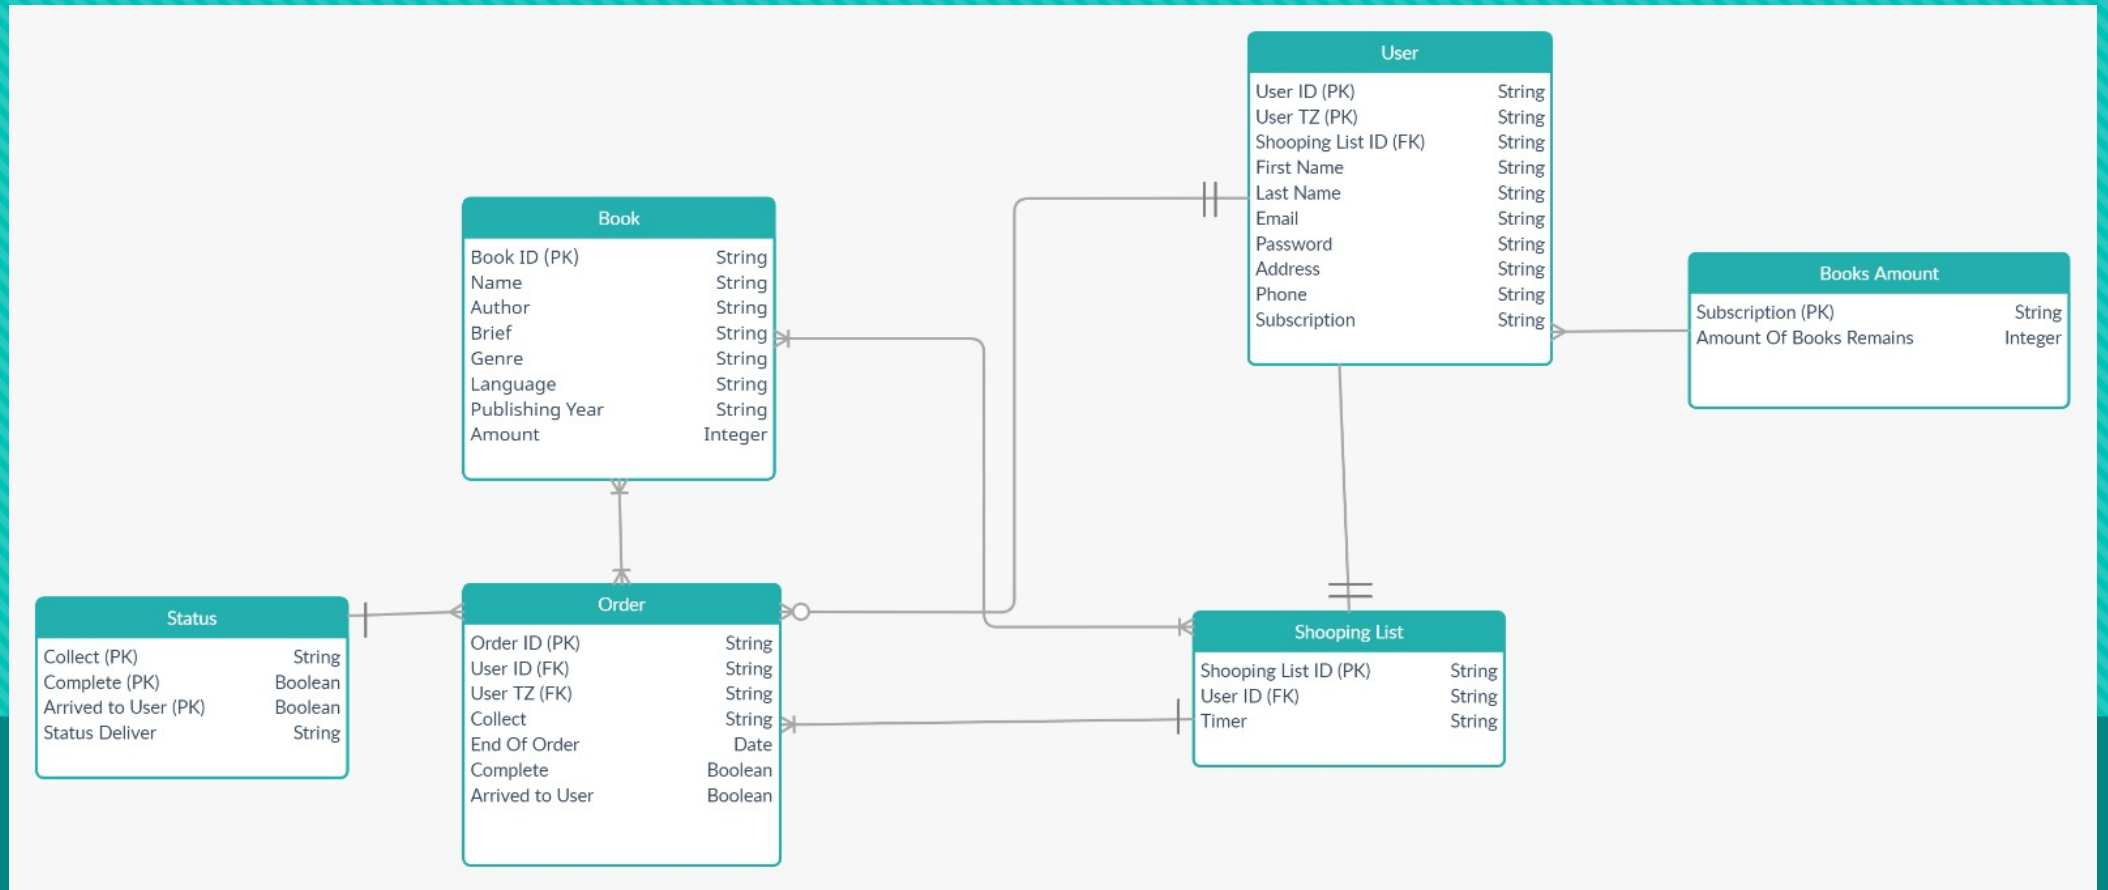 User
User ID (PK) String
User TZ (PK) String
Shooping List ID (FK) String
First Name String
Last Name String
Email String
Password String
Address String
Phone String
Subscription String
Book
Book ID (PK) String
Name String
Author String
Brief String
Genre String
Language String
Publishing Year String
Amount Integer
Books Amount
Subscription (PK) String
Amount Of Books Remains Integer
Status
Collect (PK) String
Complete (PK) Boolean
Arrived to User (PK) Boolean
Status Deliver String
Order
Order ID (PK) String
User ID (FK) String
User TZ (FK) String
Collect String
End Of Order Date
Complete Boolean
Arrived to User Boolean
Shooping List
Shooping List ID (PK) String
User ID (FK) String
Timer String